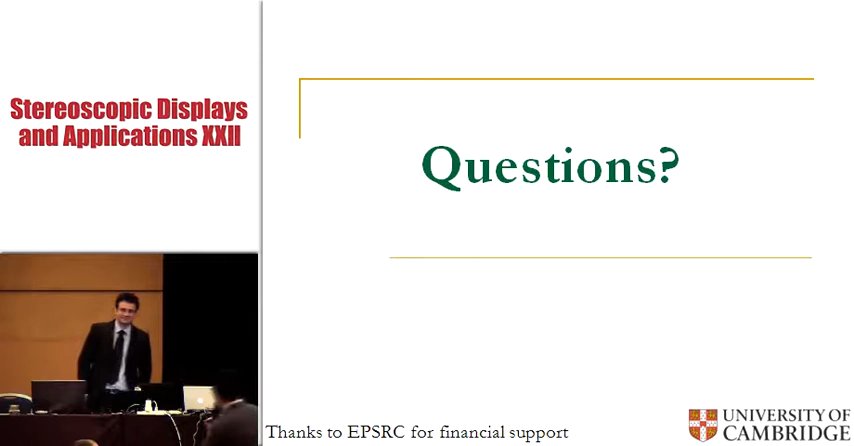 Stereoscopic Displays
and Applications XXII
Questions?
Thanks to EPSRC for financial support
UNIVERSITY OF
CAMBRIDGE